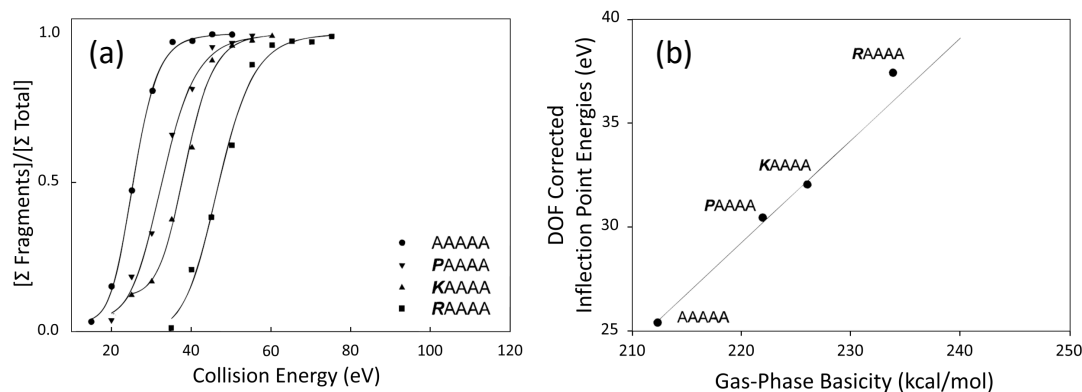 (a)
[Σ Fragments]/[Σ Total]
1.0
0.5
0.0
20 40 60 80 100 120
Collision Energy (eV)
AAAAA
PAAAA
KAAAA
RAAAA
(b)
DOF Corrected
Inflection Point Energies (eV)
40
35
30
25
RAAAA
KAAAA
PAAAA
AAAAA
210 220 230 240 250
Gas-Phase Basicity (kcal/mol)